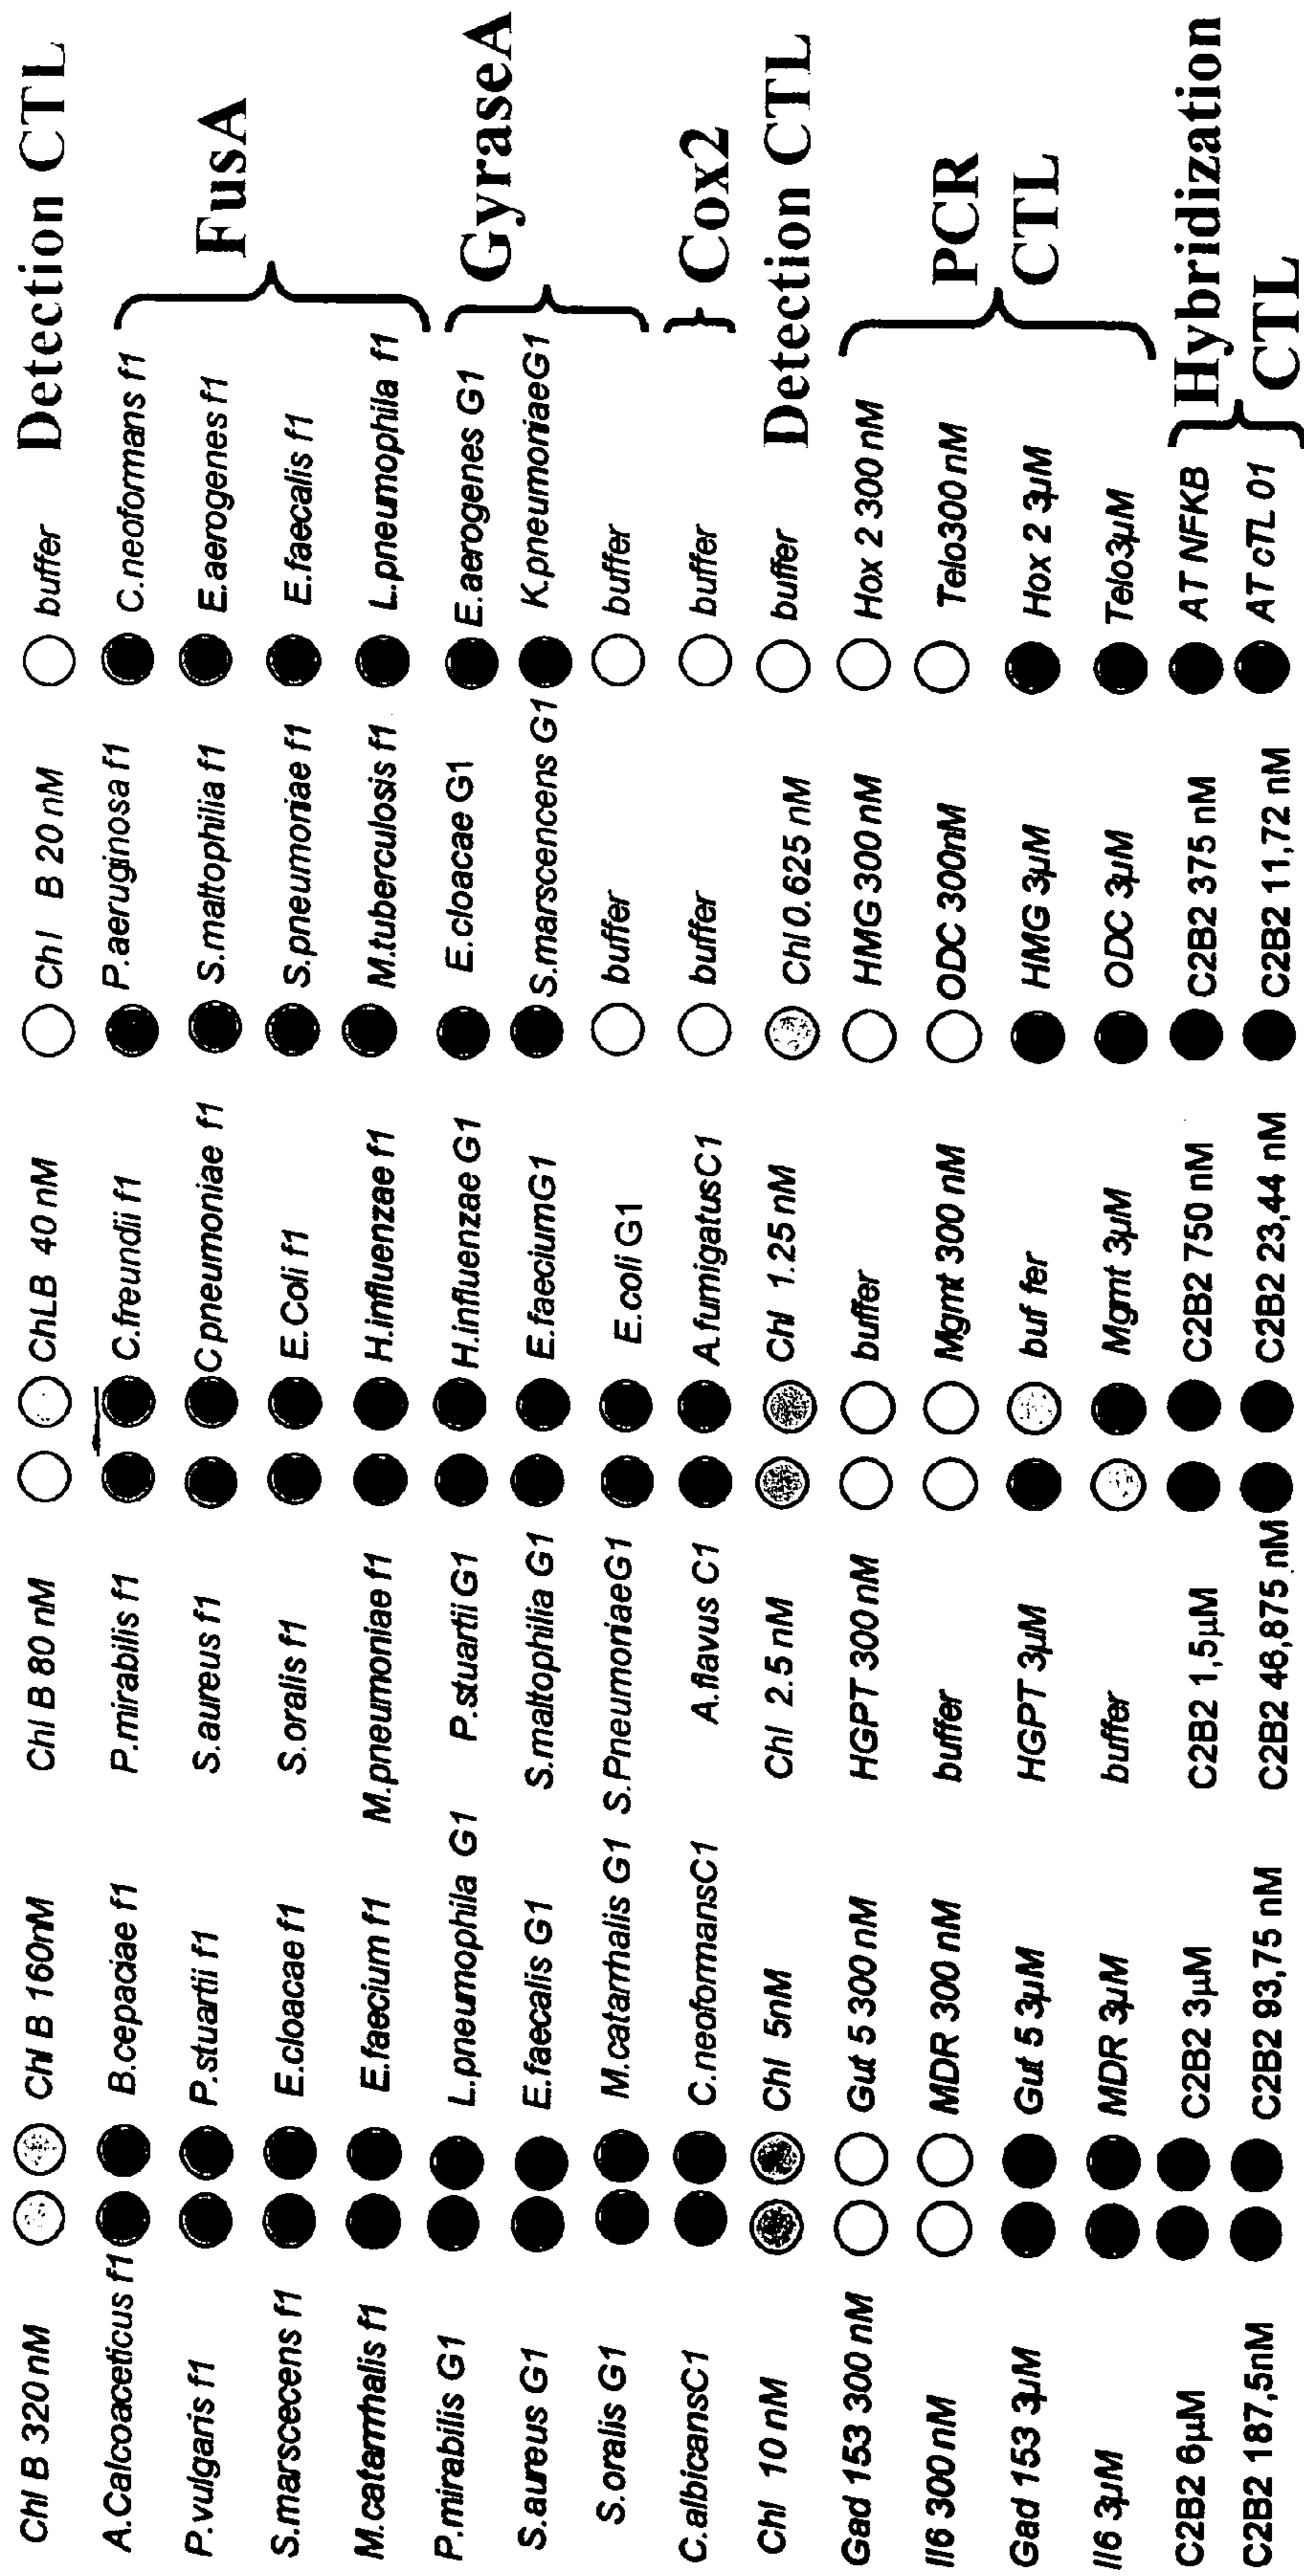 Chl B 320 nM Chl B 160nM Chl B 80 nM ChLB 40 nM Chl B 20 nM buffer Detection CTL
A.Calcoaceticus f1 B.cepaciae f1 P.mirabilis f1 C.freundii f1 P.aeruginosa f1 C.neoformans f1
P.vulgaris f1 P.stuartii f1 S.aureus f1 C pneumoniae f1 S.maltophilia f1 E.aerogenes f1
FusA
S.marscecens f1 E.cloacae f1 S.oralis f1 E.Coli f1 S.pneumoniae f1 E.faecalis f1
M.catarrhalis f1 E.faecium f1 M.pneumoniae f1 H.influenzae f1 M.tuberculosis f1 L.pneumophila f1
P.mirabilis G1 L.pneumophila G1 P.stuartii G1 H.influenzae G1 E.cloacae G1 E.aerogenes G1
GyraseA
S.aureus G1 E.faecalis G1 S.maltophilia G1 E.faeciumG1 S.marscencens G1 K.pneumoniaeG1
S.oralis G1 M.catarrhalis G1 S.PneumoniaeG1 E.coli G1 buffer buffer
C.albicansC1 C.neoformansC1 A.flavus C1 A.fumigatusC1 buffer buffer Cox2
Chl 10 nM Chl 5nM Chl 2.5 nM Chl 1.25 nM Chl 0.625 nM buffer Detection CTL
Gad 153 300 nM Gut 5 300 nM HGPT 300 nM buffer HMG 300 nM Hox 2 300 nM
Il6 300 nM MDR 300 nM buffer Mgmt 300 nM ODC 300nM Telo300 nM
PCR
CTL
Gad 153 3µM Gut 5 3µM HGPT 3µM buf fer HMG 3µM Hox 2 3µM
Il6 3µM MDR 3µM buffer Mgmt 3µM ODC 3µM Telo3µM
C2B2 6µM C2B2 3µM C2B2 1,5µM C2B2 750 nM C2B2 375 nM AT NFKB
Hybridization
CTL
C2B2 187,5nM C2B2 93,75 nM C2B2 46,875 nM C2B2 23,44 nM C2B2 11,72 nM AT cTL 01